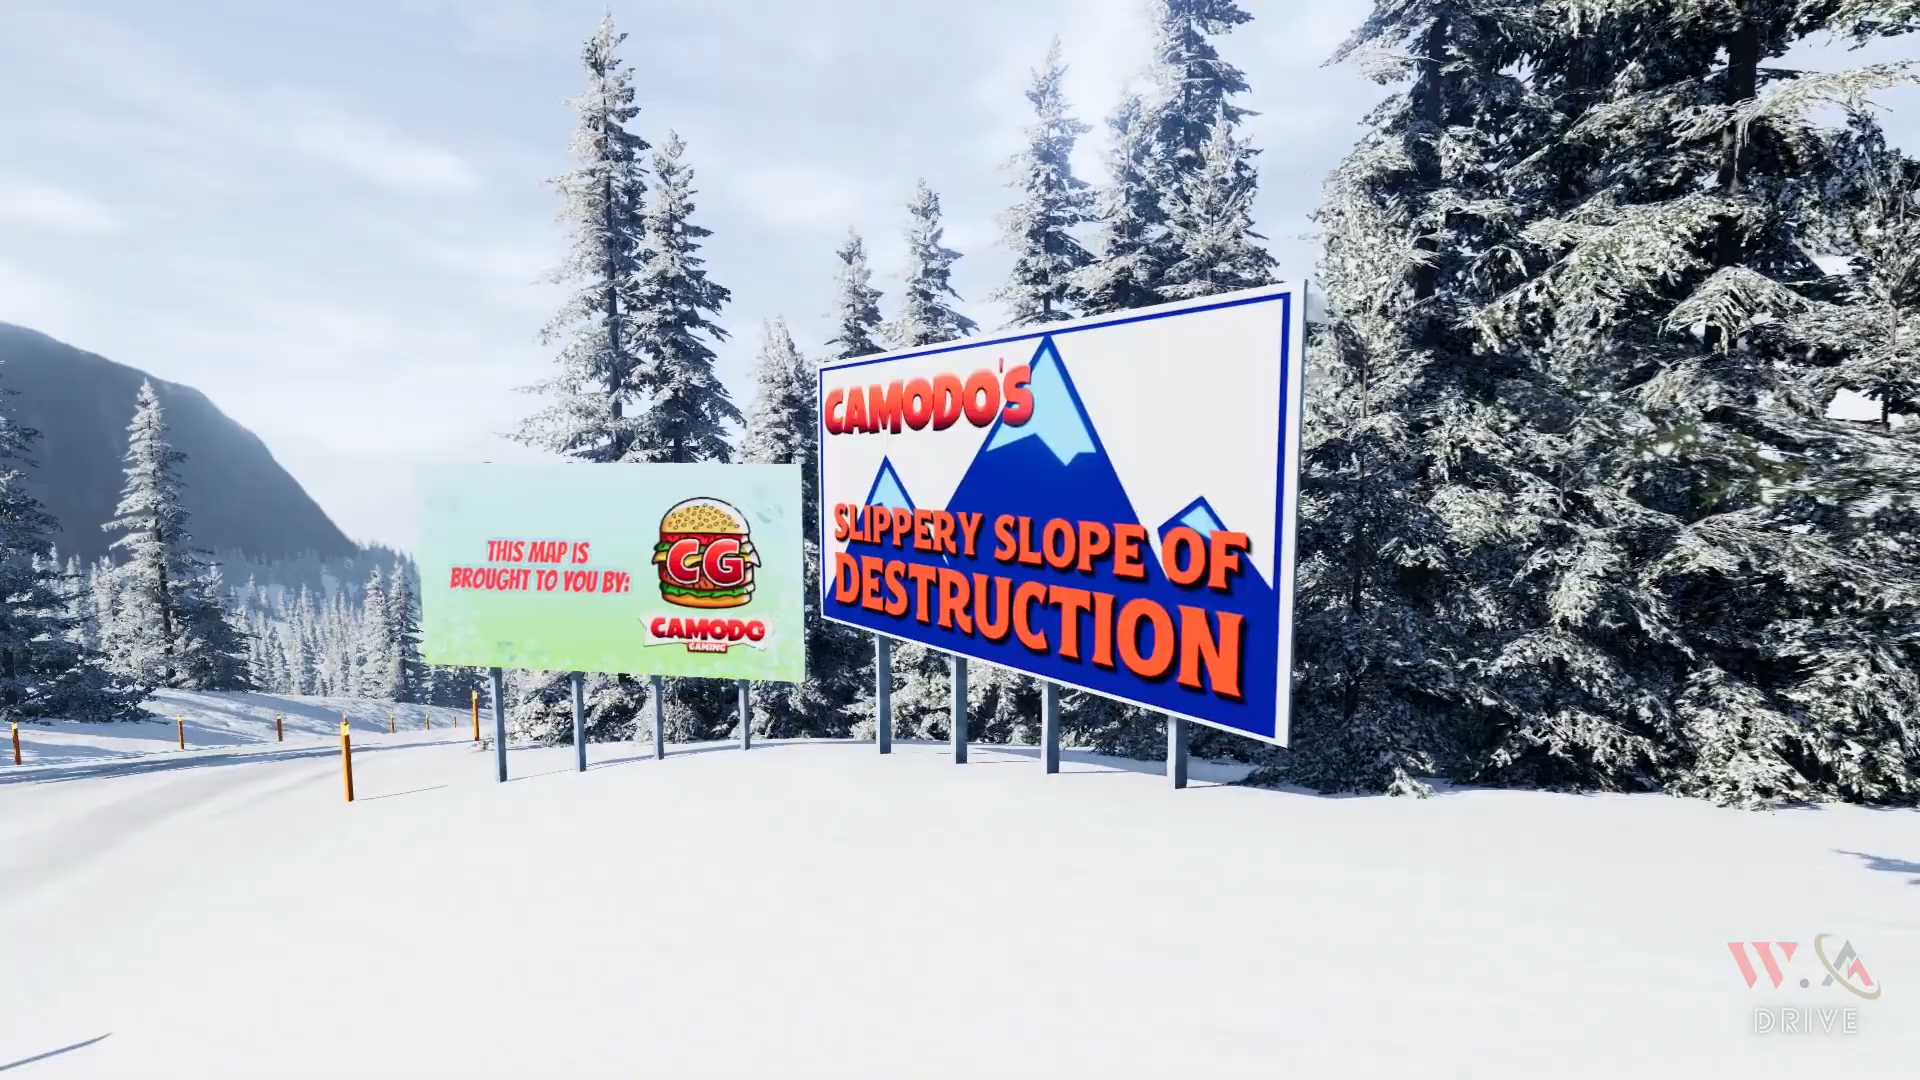 THIS MAP IS
BROUGHT TO YOU BY:
CG
CAMODO
GAMING
CAMODO'S
SLIPPERY SLOPE OF
DESTRUCTION
W.A
DRIVE